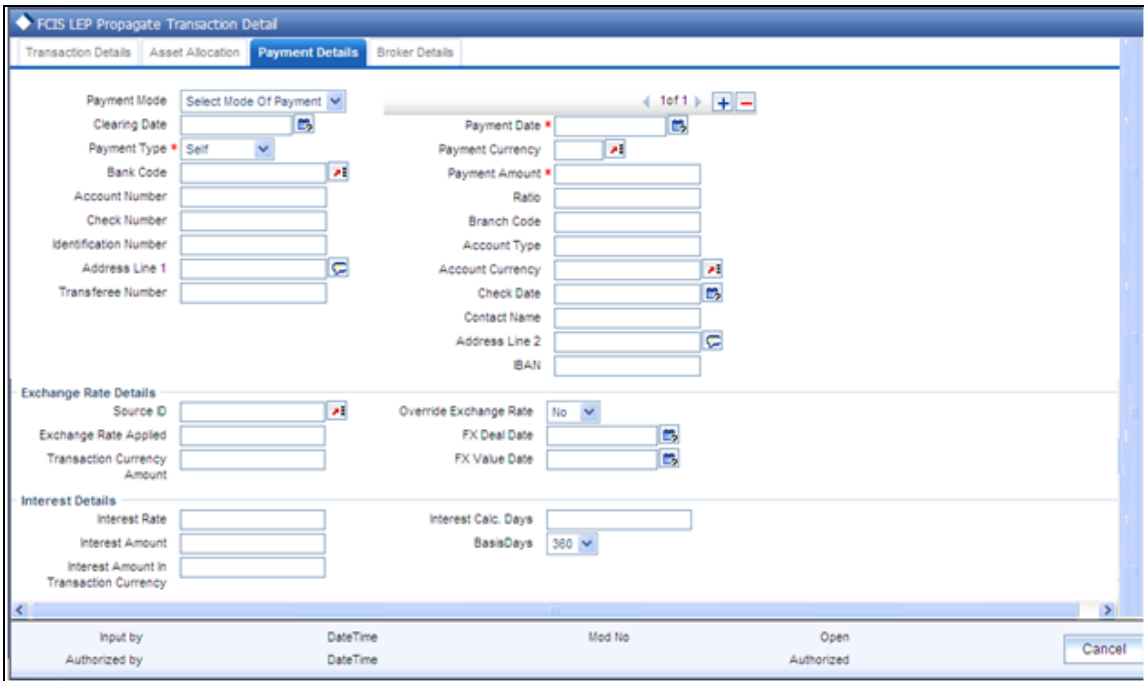 FCIS LEP Propagate Transaction Detail
Transaction Details Asset Allocation Payment Details Broker Details
Payment Mode Select Mode Of Payment 1of 1
Clearing Date Payment Date *
Payment Type * Self Payment Currency
Bank Code Payment Amount *
Account Number Ratio
Check Number Branch Code
Identification Number Account Type
Address Line 1 Account Currency
Transferee Number Check Date
Contact Name
Address Line 2
IBAN
Exchange Rate Details
Source ID Override Exchange Rate No
Exchange Rate Applied FX Deal Date
Transaction Currency FX Value Date
Amount
Interest Details
Interest Rate Interest Calc. Days
Interest Amount BasisDays 360
Interest Amount In
Transaction Currency
Input by DateTime Mod No Open
Authorized by DateTime Authorized
Cancel